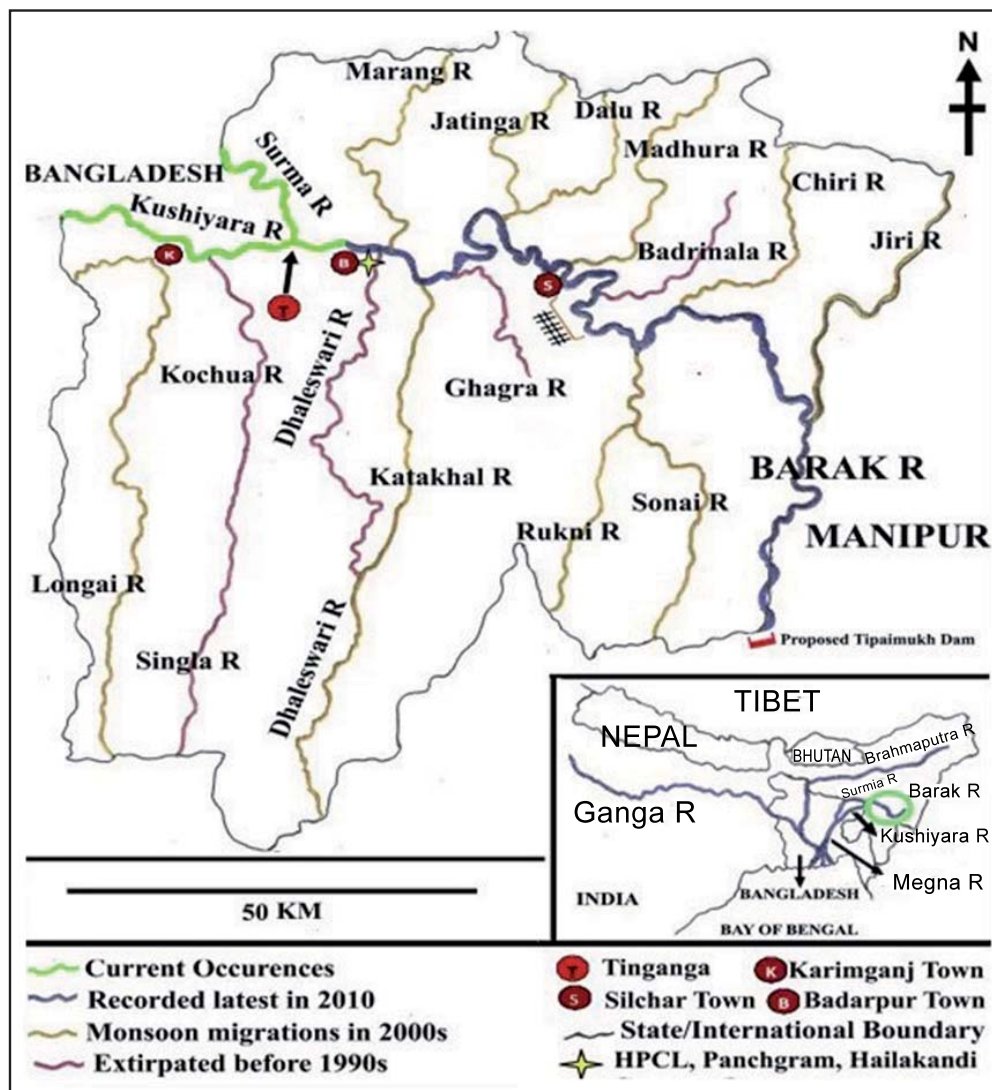 N
Marang R
Jatinga R
Dalu R
Surma R
Madhura R
BANGLADESH
Chiri R
Kushiyara R
Jiri R
Badrinala R
K
B
S
T
Kochua R
Dhaleswari R
Ghagra R
Katakhal R
BARAK R
Sonai R
Rukni R
MANIPUR
Longai R
Dhaleswari R
Proposed Tipaimukh Dam
Singla R
TIBET
NEPAL
BHUTAN
Brahmaputra R
Surmia R
Barak R
Ganga R
Kushiyara R
Megna R
BANGLADESH
INDIA
BAY OF BENGAL
50 KM
Current Occurences
Recorded latest in 2010
Monsoon migrations in 2000s
Extirpated before 1990s
T Tinganga
K Karimganj Town
S Silchar Town
B Badarpur Town
State/International Boundary
HPCL, Panchgram, Hailakandi